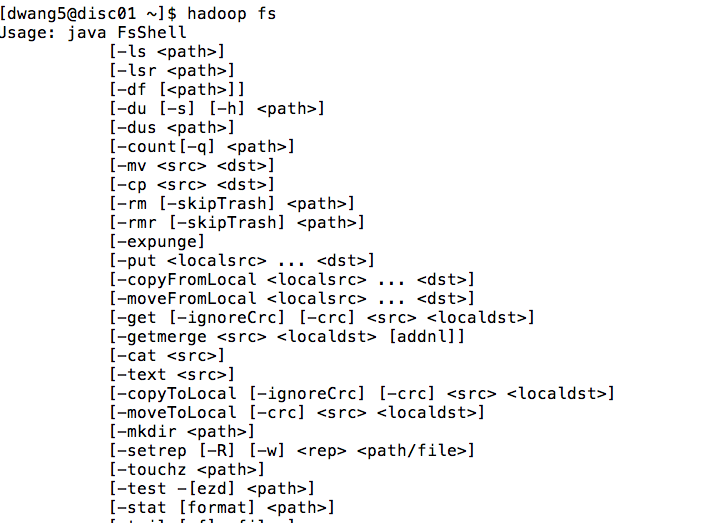 [dwang5@disc01 ~]$ hadoop fs
Usage: java FsShell
[-ls <path>]
[-lsr <path>]
[-df [<path>]]
[-du [-s] [-h] <path>]
[-dus <path>]
[-count[-q] <path>]
[-mv <src> <dst>]
[-cp <src> <dst>]
[-rm [-skipTrash] <path>]
[-rmr [-skipTrash] <path>]
[-expunge]
[-put <localsrc> ... <dst>]
[-copyFromLocal <localsrc> ... <dst>]
[-moveFromLocal <localsrc> ... <dst>]
[-get [-ignoreCrc] [-crc] <src> <localdst>]
[-getmerge <src> <localdst> [addnl]]
[-cat <src>]
[-text <src>]
[-copyToLocal [-ignoreCrc] [-crc] <src> <localdst>]
[-moveToLocal [-crc] <src> <localdst>]
[-mkdir <path>]
[-setrep [-R] [-w] <rep> <path/file>]
[-touchz <path>]
[-test -[ezd] <path>]
[-stat [format] <path>]